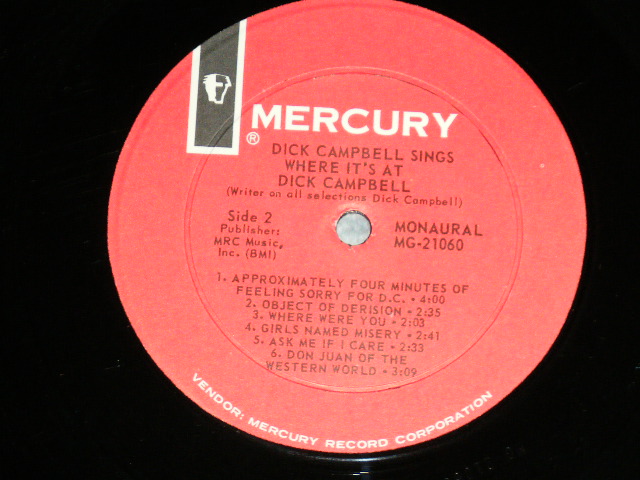 MERCURY
®
DICK CAMPBELL SINGS
WHERE IT'S AT
DICK CAMPBELL
(Writer on all selections Dick Campbell)
Side 2
Publisher:
MRC Music,
Inc. (BMI)
MONAURAL
MG-21060
1. APPROXIMATELY FOUR MINUTES OF
FEELING SORRY FOR D.C. • 4:00
2. OBJECT OF DERISION • 2:35
3. WHERE WERE YOU • 2:03
4. GIRLS NAMED MISERY • 2:41
5. ASK ME IF I CARE • 2:33
6. DON JUAN OF THE
WESTERN WORLD • 3:09
VENDOR: MERCURY RECORD CORPORATION